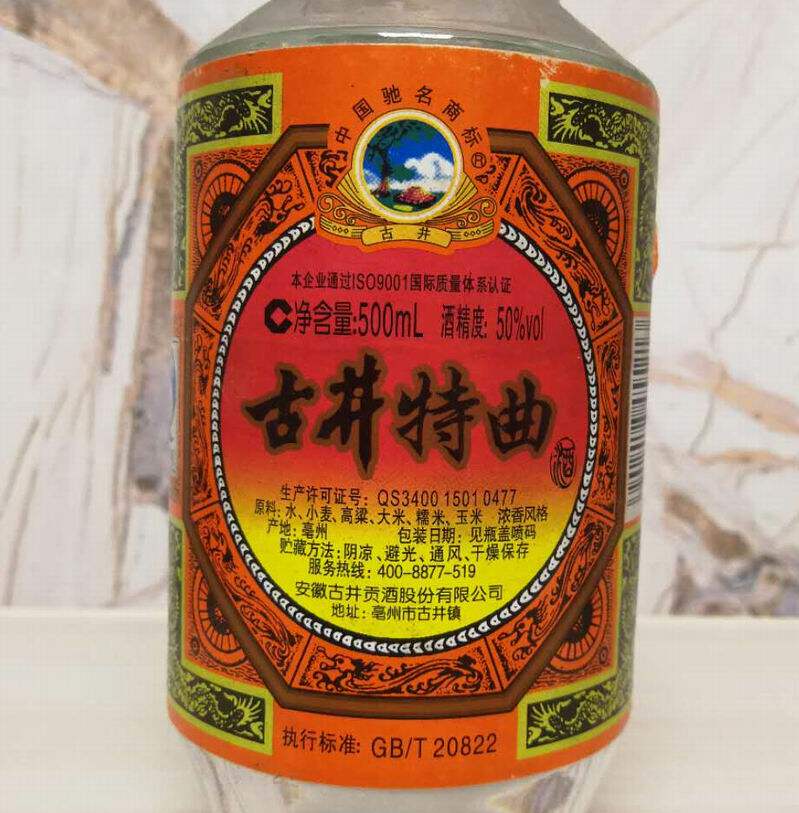 中国驰名商标
古井
本企业通过ISO9001国际质量体系认证
净含量:500mL 酒精度: 50%vol
古井特曲
酒
生产许可证号: QS3400 1501 0477
原料: 水、小麦、高粱、大米、糯米、玉米 浓香风格
产地: 亳州 包装日期: 见瓶盖喷码
贮藏方法: 阴凉、避光、通风、干燥保存
服务热线: 400-8877-519
安徽古井贡酒股份有限公司
地址: 亳州市古井镇
执行标准: GB/T 20822